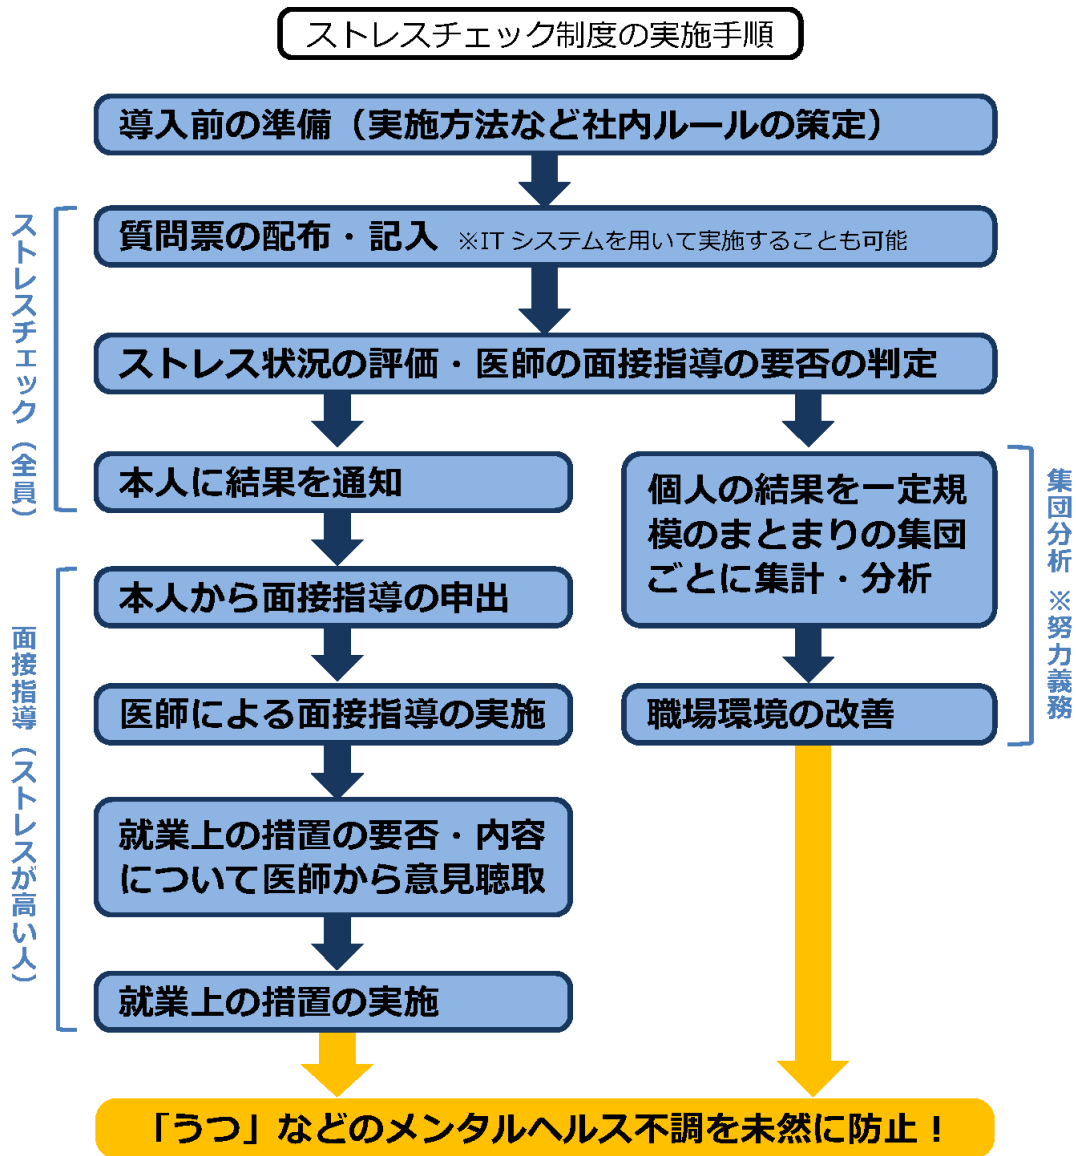 ストレスチェック制度の実施手順
導入前の準備（実施方法など社内ルールの策定）
ストレスチェック（全員）
質問票の配布・記入 ※IT システムを用いて実施することも可能
ストレス状況の評価・医師の面接指導の要否の判定
本人に結果を通知
面接指導（ストレスが高い人）
本人から面接指導の申出
医師による面接指導の実施
就業上の措置の要否・内容
について医師から意見聴取
就業上の措置の実施
個人の結果を一定規
模のまとまりの集団
ごとに集計・分析
職場環境の改善
集団分析 ※努力義務
「うつ」などのメンタルヘルス不調を未然に防止！